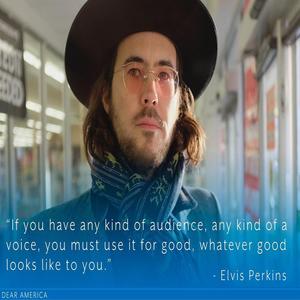 “If you have any kind of audience, any kind of a
voice, you must use it for good, whatever good
looks like to you.”
- Elvis Perkins
DEAR AMERICA